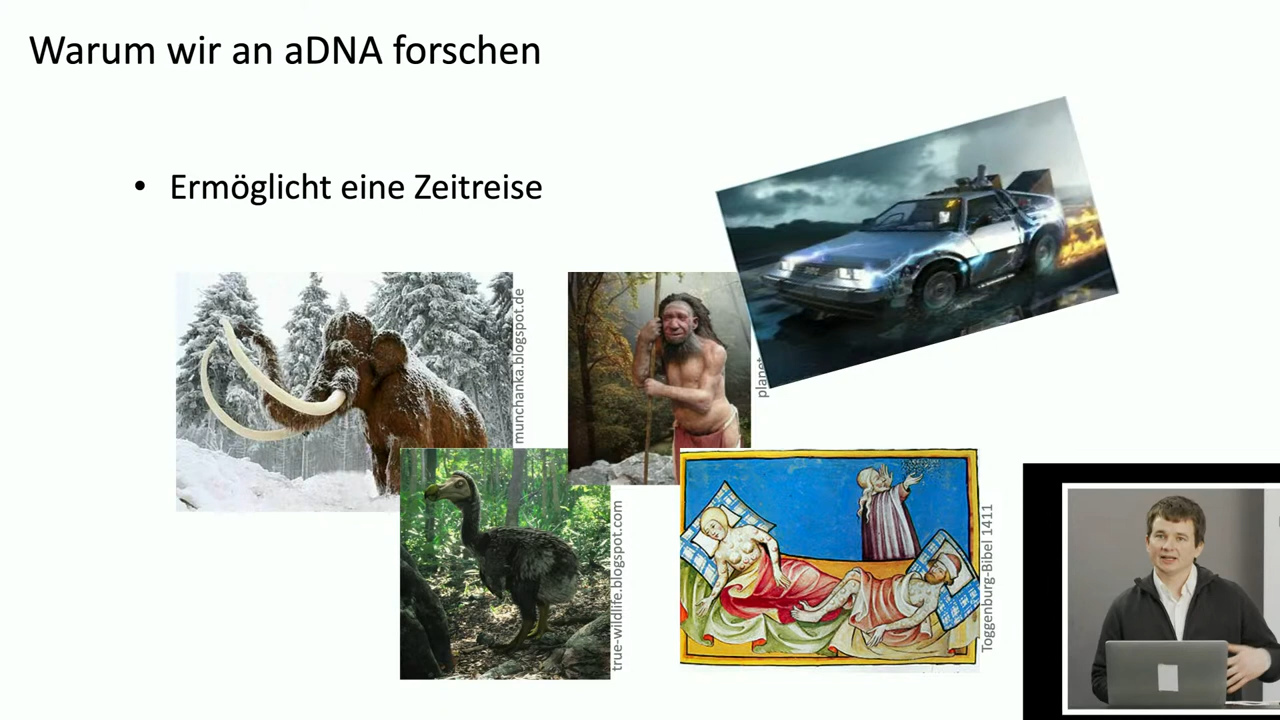 Warum wir an aDNA forschen
• Ermöglicht eine Zeitreise
munchanka.blogspot.de
planet
true-wildlife.blogspot.com
Toggenburg-Bibel 1411